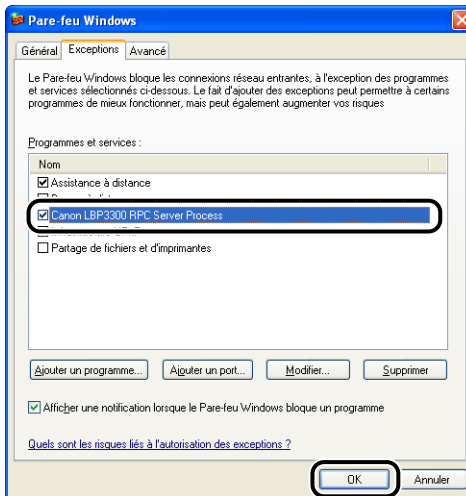 Pare-feu Windows
Général Exceptions Avancé
Le Pare-feu Windows bloque les connexions réseau entrantes, à l'exception des programmes
et services sélectionnés ci-dessous. Le fait d'ajouter des exceptions peut permettre à certains
programmes de mieux fonctionner, mais peut également augmenter vos risques
Programmes et services :
Nom
Assistance à distance
Canon LBP3300 RPC Server Process
Partage de fichiers et d'imprimantes
Ajouter un programme... Ajouter un port... Modifier... Supprimer
Afficher une notification lorsque le Pare-feu Windows bloque un programme
Quels sont les risques liés à l'autorisation des exceptions ?
OK Annuler